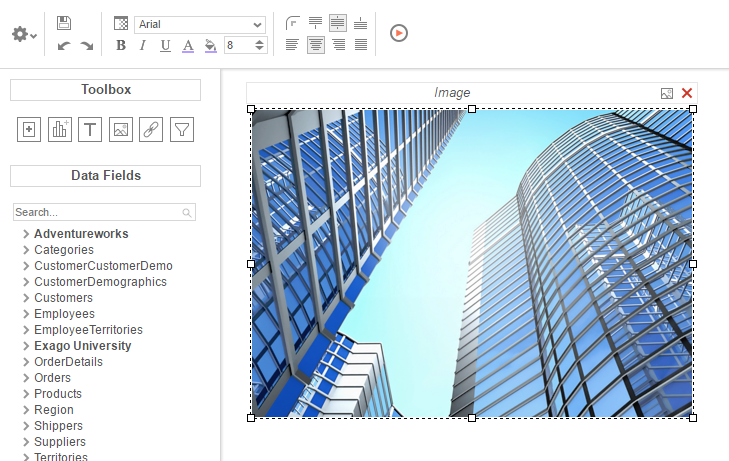 Arial
B I U A
8
Toolbox
T
Data Fields
Search...
Adventureworks
Categories
CustomerCustomerDemo
CustomerDemographics
Customers
Employees
EmployeeTerritories
Exago University
OrderDetails
Orders
Products
Region
Shippers
Suppliers
Territories
Image